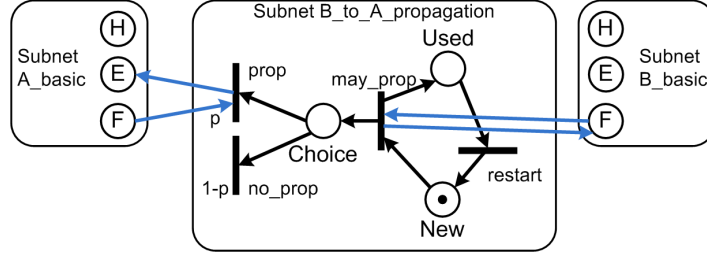 Subnet B_to_A_propagation
Subnet
A_basic
H
E
F
prop
p
1-p
no_prop
Choice
may_prop
Used
restart
New
H
E
F
Subnet
B_basic